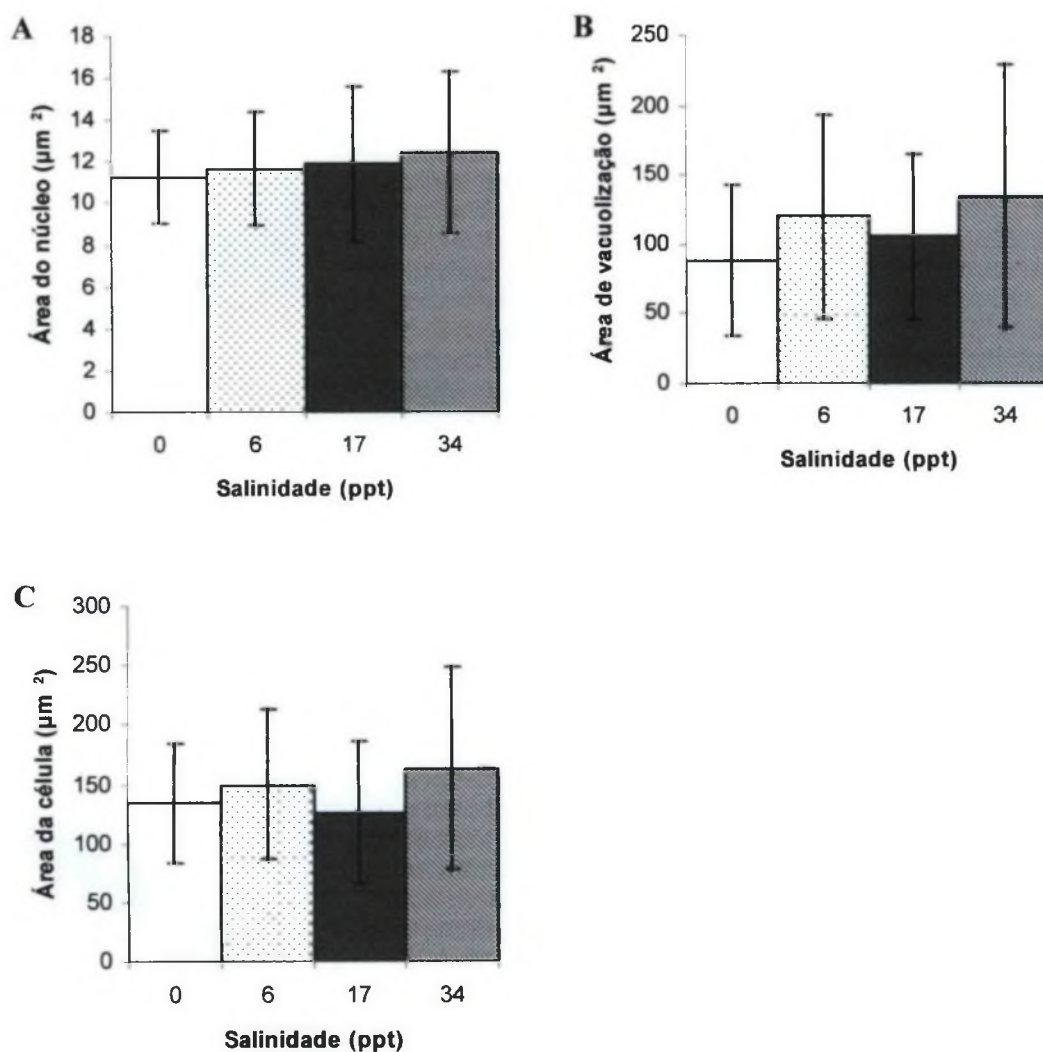 A
Área do núcleo (µm ²)
18
16
14
12
10
8
6
4
2
0
0 6 17 34
Salinidade (ppt)
B
Área de vacuolização (µm ²)
250
200
150
100
50
0
0 6 17 34
Salinidade (ppt)
C
Área da célula (µm ²)
300
250
200
150
100
50
0
0 6 17 34
Salinidade (ppt)